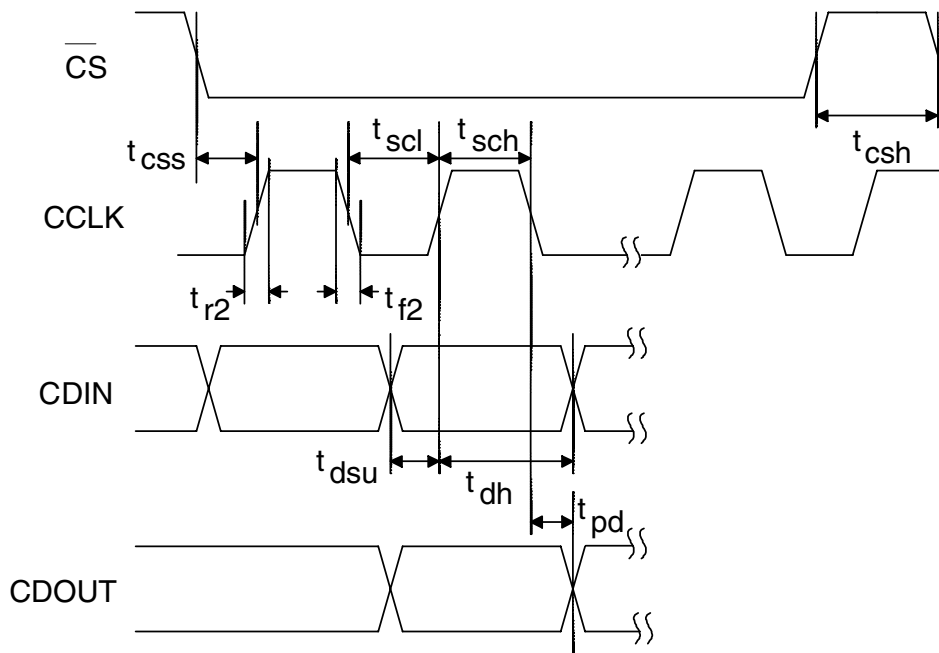 CS
t scl
t sch
t css
t csh
CCLK
t r2
t f2
CDIN
t dsu
t dh
t pd
CDOUT